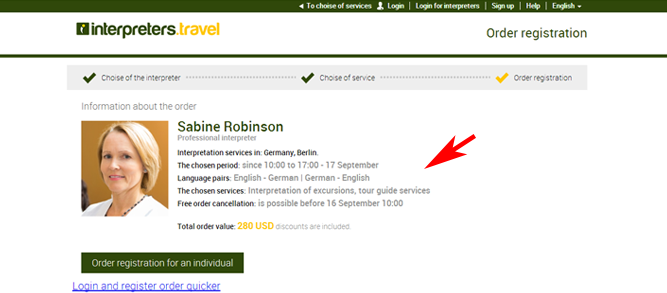 To choise of services Login Login for interpreters Sign up Help English
interpreters.travel
Order registration
Choise of the interpreter Choise of service Order registration
Information about the order
Sabine Robinson
Professional interpreter
Interpretation services in: Germany, Berlin.
The chosen period: since 10:00 to 17:00 - 17 September
Language pairs: English - German | German - English
The chosen services: Interpretation of excursions, tour guide services
Free order cancellation: is possible before 16 September 10:00
Total order value: 280 USD discounts are included.
Order registration for an individual
Login and register order quicker